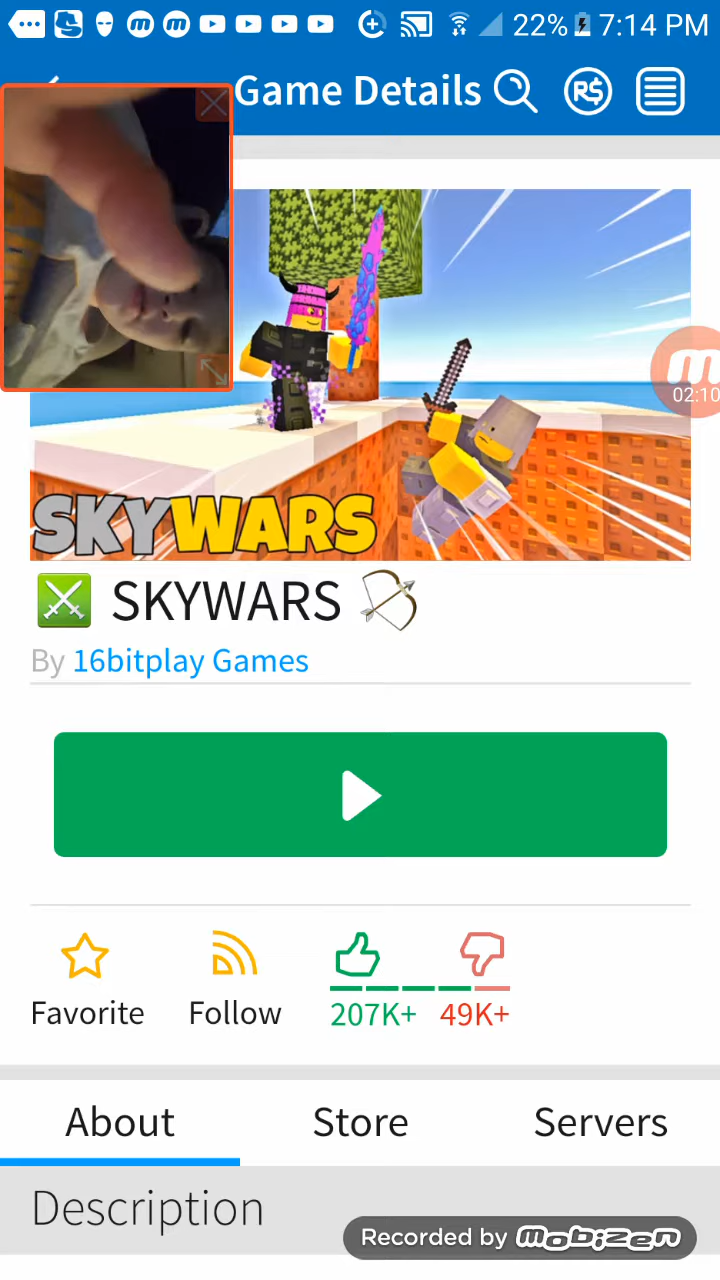 22% 7:14 PM
Game Details R$
02:10
SKYWARS
SKYWARS
By 16bitplay Games
Favorite Follow 207K+ 49K+
About Store Servers
Description
Recorded by mobizen